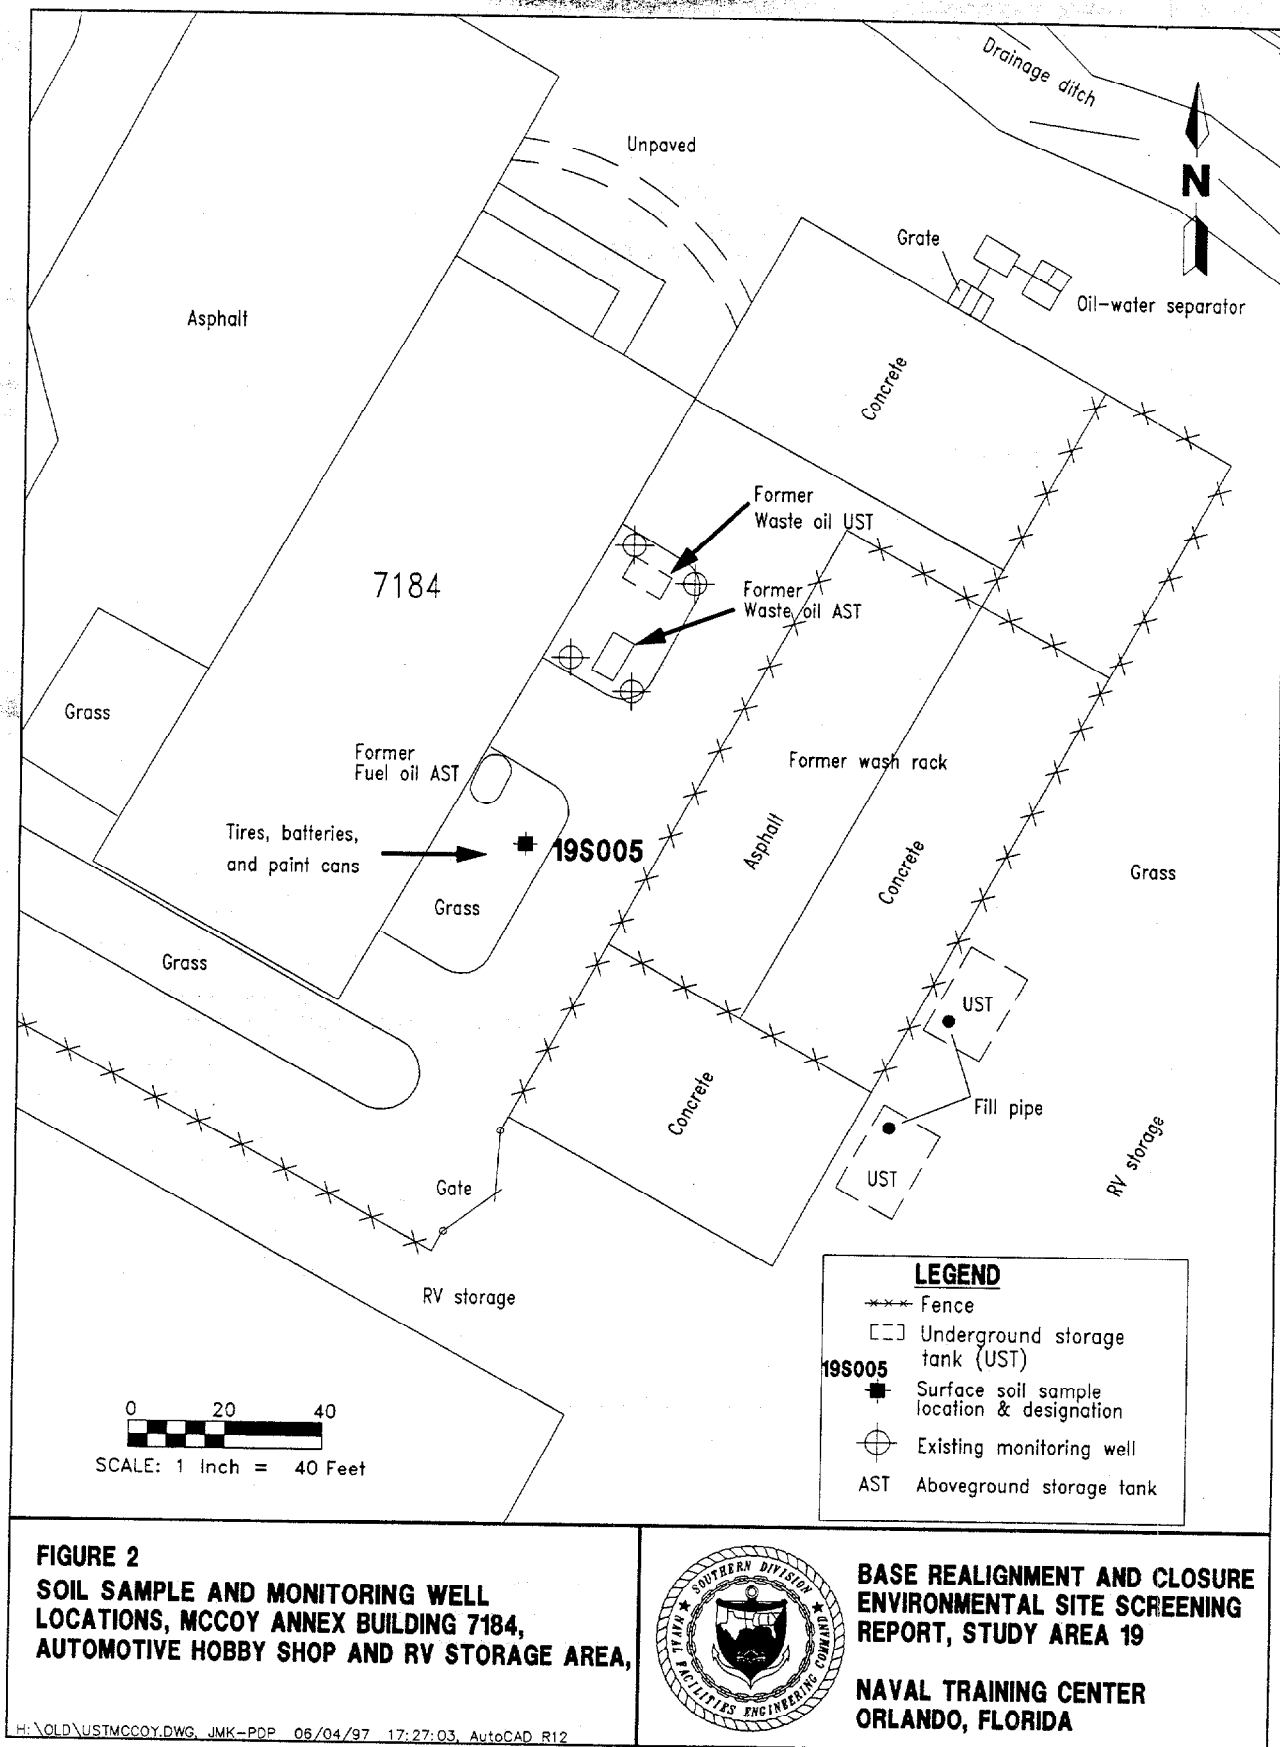 Drainage ditch
Unpaved
N
Grate
Oil-water separator
Asphalt
Concrete
Former
Waste oil UST
7184
Former
Waste oil AST
Grass
Former
Fuel oil AST
Former wash rack
Tires, batteries,
and paint cans
19S005
Asphalt
Concrete
Grass
Grass
Grass
UST
Concrete
Fill pipe
RV storage
UST
Gate
RV storage
LEGEND
Fence
Underground storage
tank (UST)
19S005
Surface soil sample
location & designation
Existing monitoring well
AST Aboveground storage tank
0 20 40
SCALE: 1 Inch = 40 Feet
FIGURE 2
SOIL SAMPLE AND MONITORING WELL
LOCATIONS, MCCOY ANNEX BUILDING 7184,
AUTOMOTIVE HOBBY SHOP AND RV STORAGE AREA,
H:\OLD\USTMCCOY.DWG, JMK-PDP 06/04/97 17:27:03, AutoCAD R12
SOUTHERN DIVISION
NAVAL FACILITIES ENGINEERING COMMAND
BASE REALIGNMENT AND CLOSURE
ENVIRONMENTAL SITE SCREENING
REPORT, STUDY AREA 19
NAVAL TRAINING CENTER
ORLANDO, FLORIDA